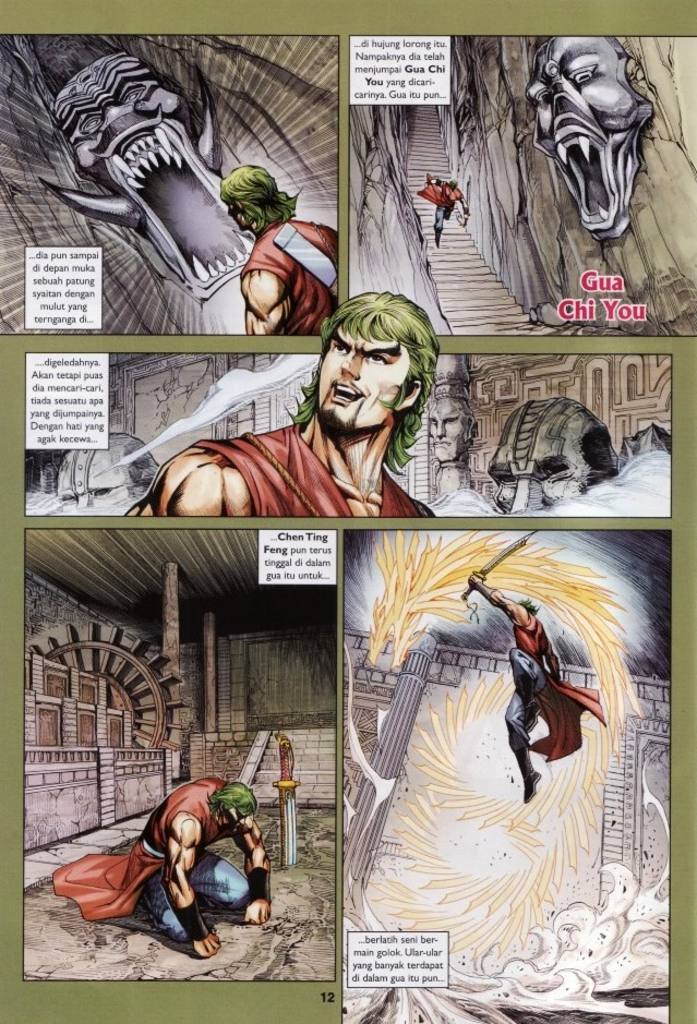 ...dia pun sampai
di depan muka
sebuah patung
syaitan dengan
mulut yang
ternganga di...
...di hujung lorong itu.
Nampaknya dia telah
menjumpai Gua Chi
You yang dicari-
carinya. Gua itu pun...
Gua
Chi You
....digeledahnya.
Akan tetapi puas
dia mencari-cari,
tiada sesuatu apa
yang dijumpainya.
Dengan hati yang
agak kecewa...
...Chen Ting
Feng pun terus
tinggal di dalam
gua itu untuk...
...berlatih seni ber-
main golok. Ular-ular
yang banyak terdapat
di dalam gua itu pun...
12